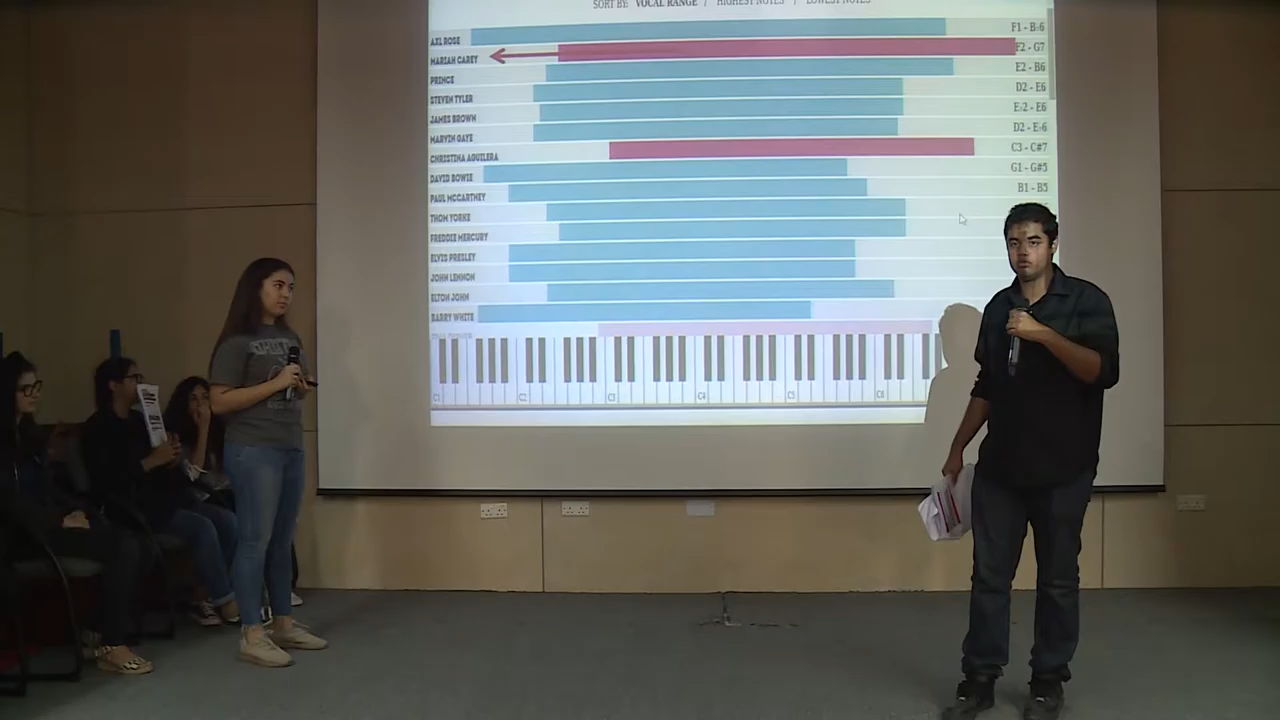 SORT BY: VOCAL RANGE / HIGHEST NOTES / LOWEST NOTES
AXL ROSE F1 - B♭6
MARIAH CAREY F2 - G7
PRINCE E2 - B6
STEVEN TYLER D2 - E6
JAMES BROWN E♭2 - E6
MARVIN GAYE D2 - E♭6
CHRISTINA AGUILERA C3 - C#7
DAVID BOWIE G1 - G#5
PAUL MCCARTNEY B1 - B5
THOM YORKE
FREDDIE MERCURY
ELVIS PRESLEY
JOHN LENNON
ELTON JOHN
BARRY WHITE
C1 C2 C3 C4 C5 C6